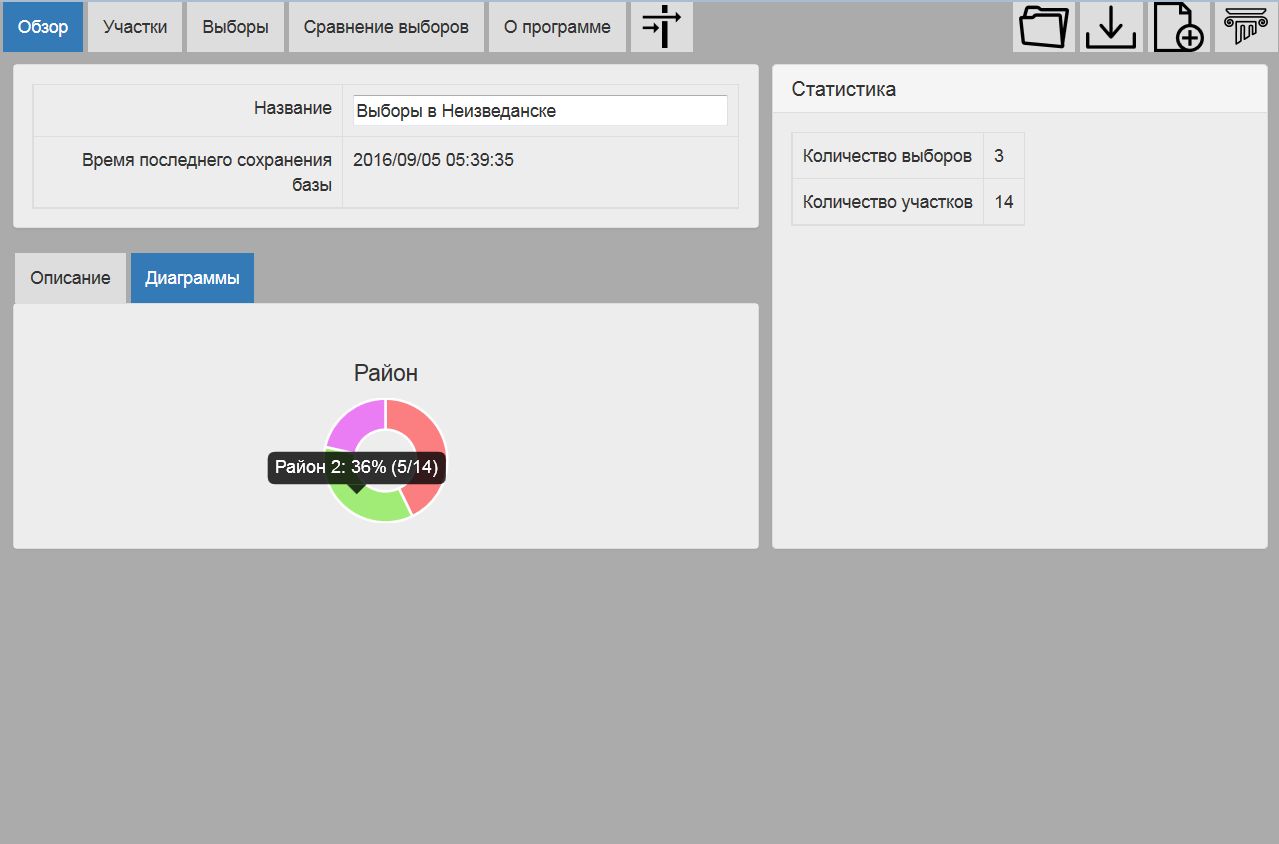 Обзор
Участки
Выборы
Сравнение выборов
О программе
Название
Выборы в Неизведанске
Время последнего сохранения
базы
2016/09/05 05:39:35
Статистика
Количество выборов
3
Количество участков
14
Описание
Диаграммы
Район
Район 2: 36% (5/14)